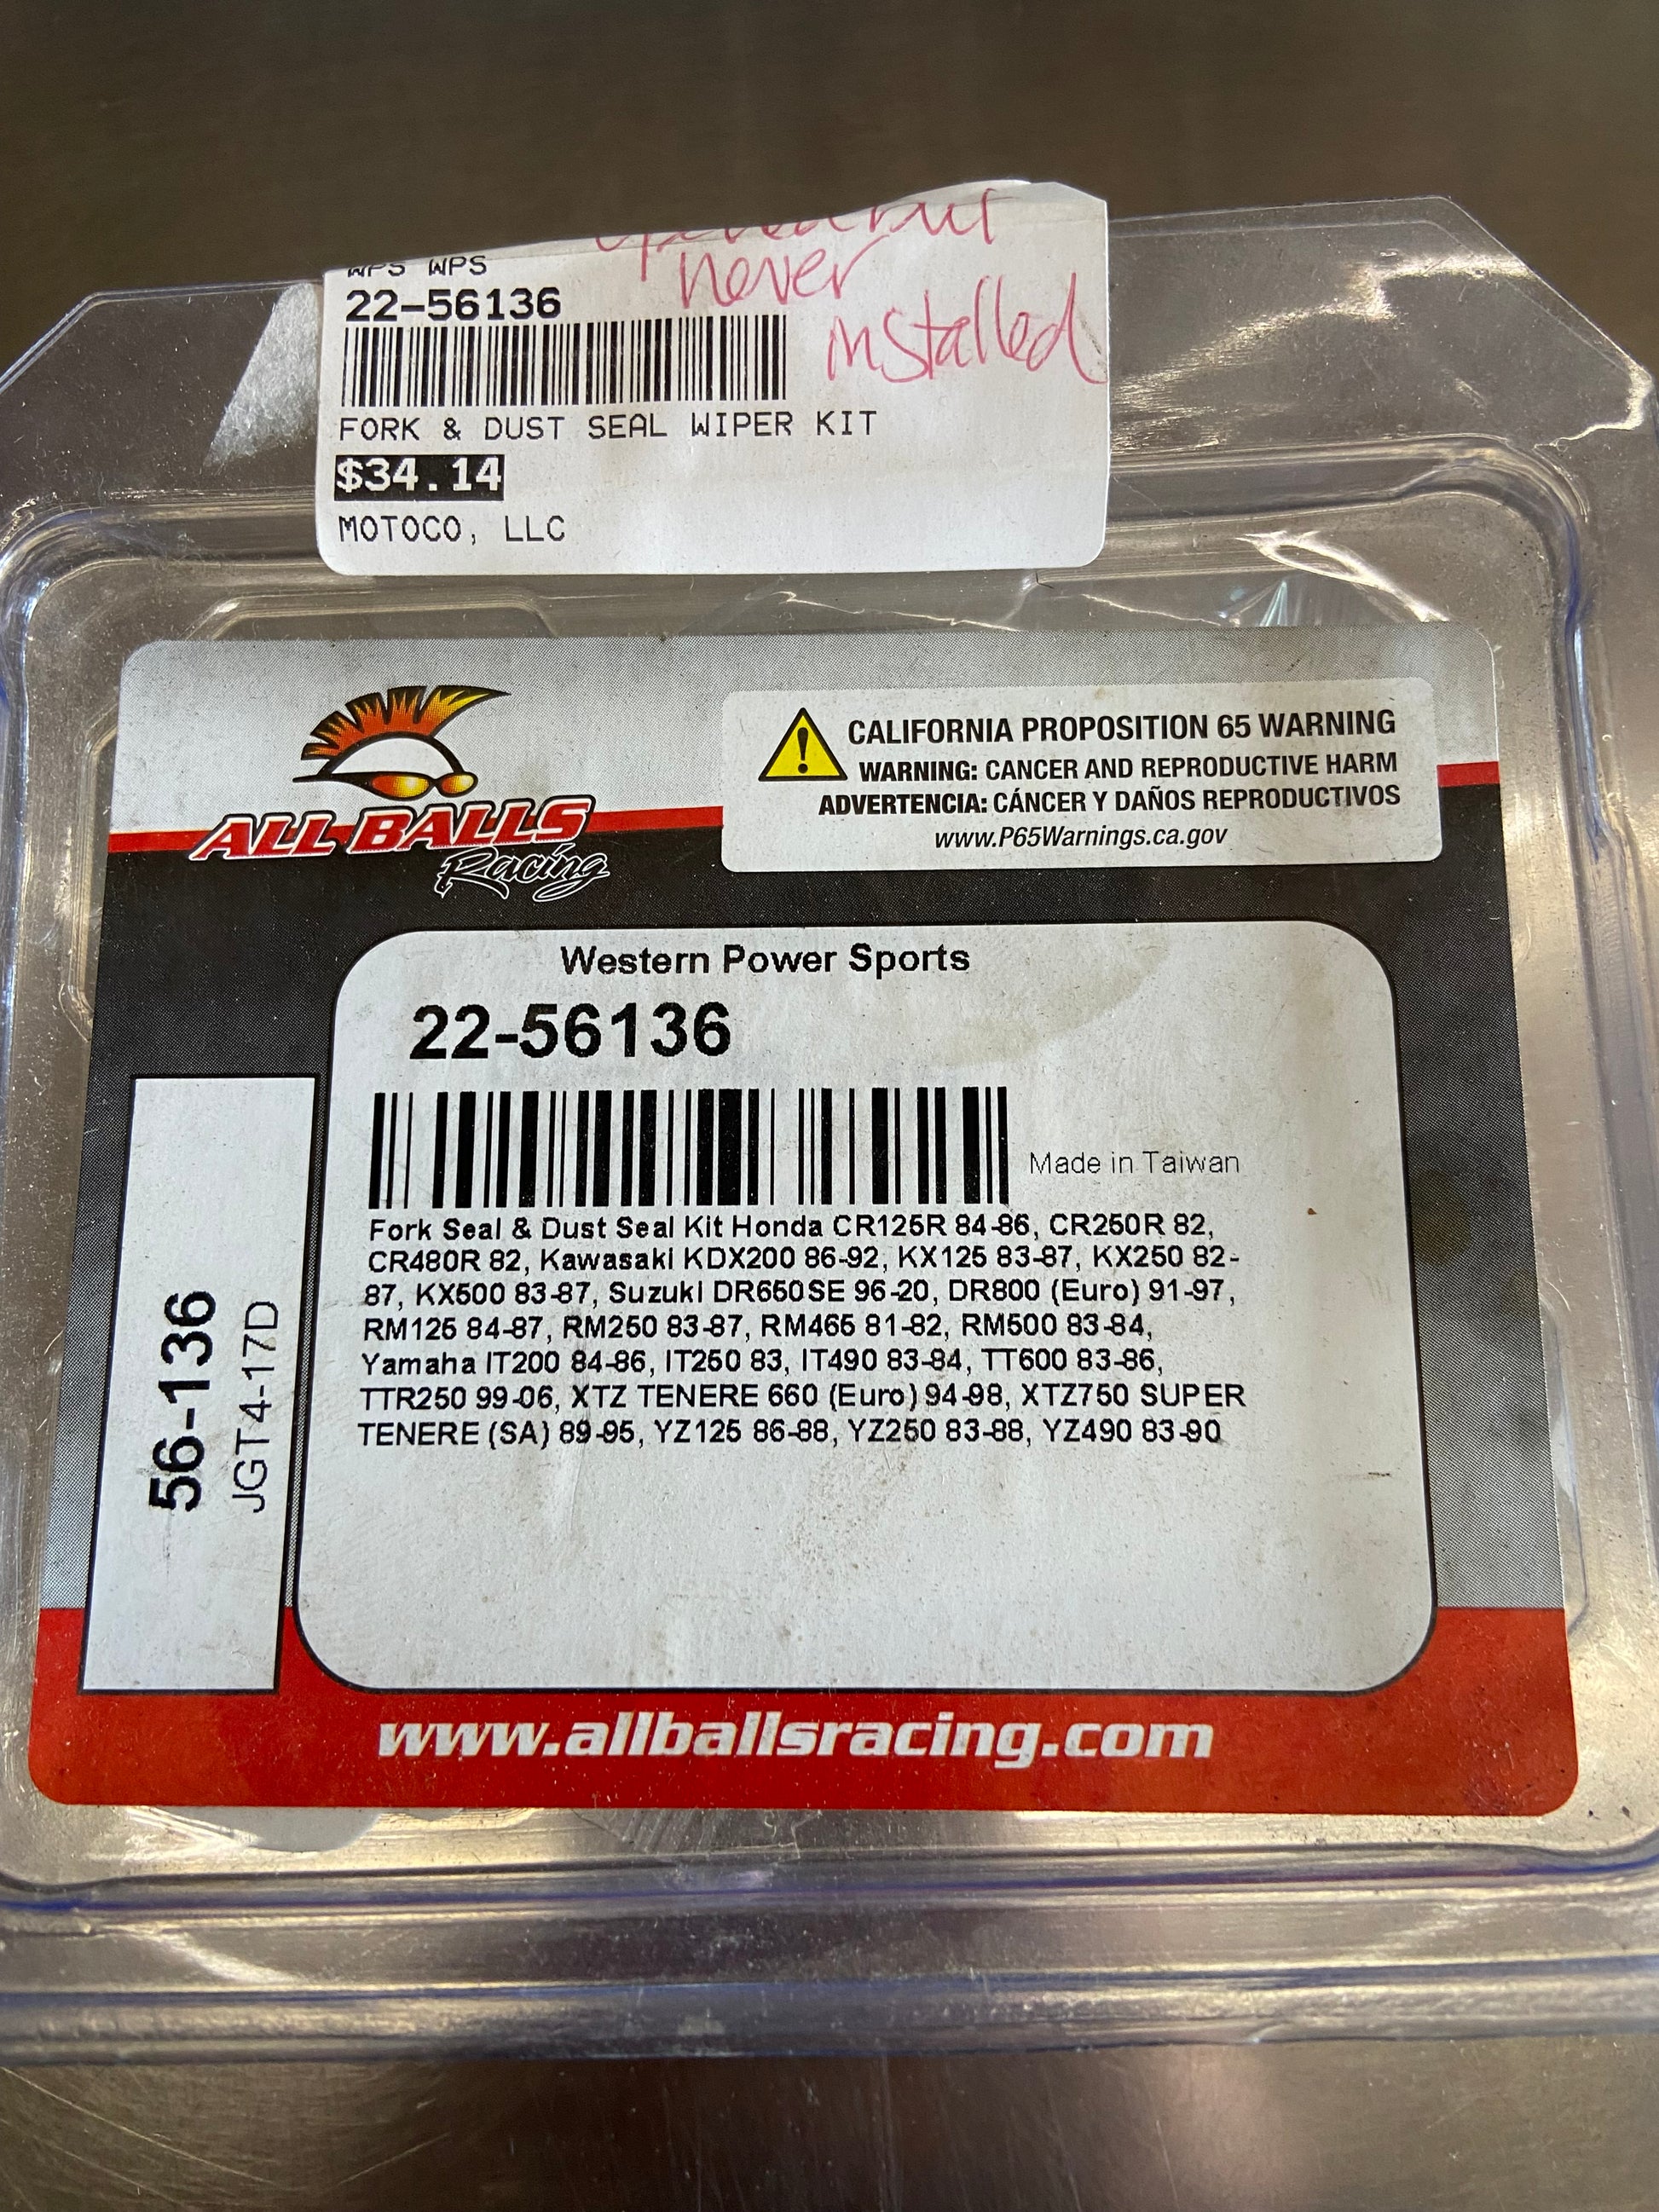 opened but
never
installed
WPS WPS
22-56136
FORK & DUST SEAL WIPER KIT
$34.14
MOTOCO, LLC
ALL BALLS
Racing
CALIFORNIA PROPOSITION 65 WARNING
WARNING: CANCER AND REPRODUCTIVE HARM
ADVERTENCIA: CÁNCER Y DAÑOS REPRODUCTIVOS
www.P65Warnings.ca.gov
Western Power Sports
22-56136
Made in Taiwan
Fork Seal & Dust Seal Kit Honda CR125R 84-86, CR250R 82,
CR480R 82, Kawasaki KDX200 86-92, KX125 83-87, KX250 82-
87, KX500 83-87, Suzuki DR650SE 96-20, DR800 (Euro) 91-97,
RM125 84-87, RM250 83-87, RM465 81-82, RM500 83-84,
Yamaha IT200 84-86, IT250 83, IT490 83-84, TT600 83-86,
TTR250 99-06, XTZ TENERE 660 (Euro) 94-98, XTZ750 SUPER
TENERE (SA) 89-95, YZ125 86-88, YZ250 83-88, YZ490 83-90
56-136
JGT4-17D
www.allballsracing.com